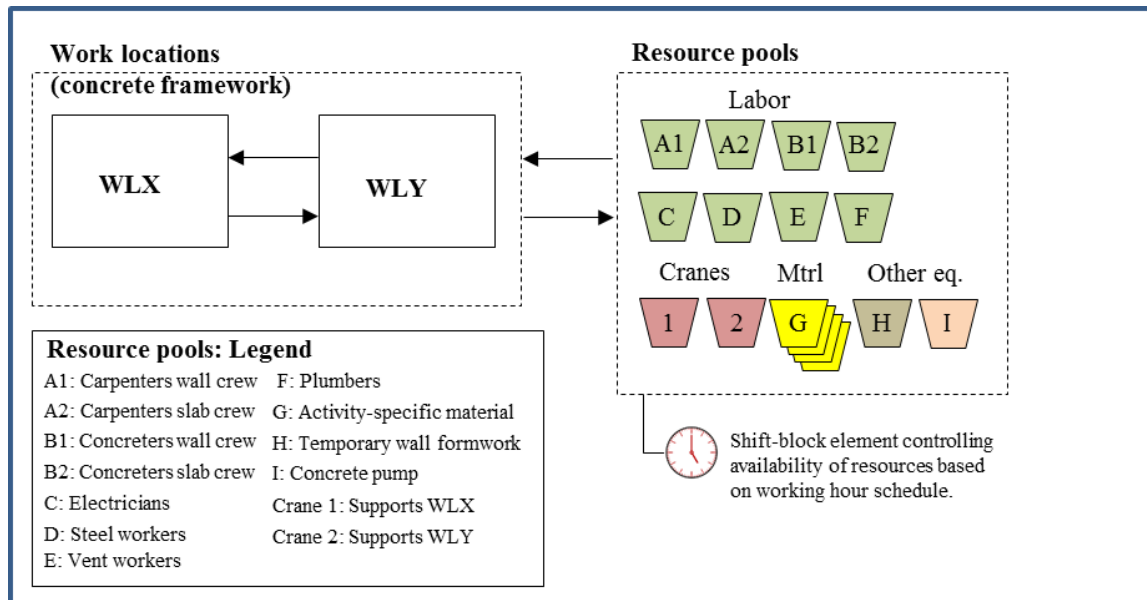 Work locations
(concrete framework)
WLX
WLY
Resource pools
Labor
A1 A2 B1 B2
C D E F
Cranes Mtrl Other eq.
1 2 G H I
Resource pools: Legend
A1: Carpenters wall crew F: Plumbers
A2: Carpenters slab crew G: Activity-specific material
B1: Concreters wall crew H: Temporary wall formwork
B2: Concreters slab crew I: Concrete pump
C: Electricians Crane 1: Supports WLX
D: Steel workers Crane 2: Supports WLY
E: Vent workers
Shift-block element controlling
availability of resources based
on working hour schedule.